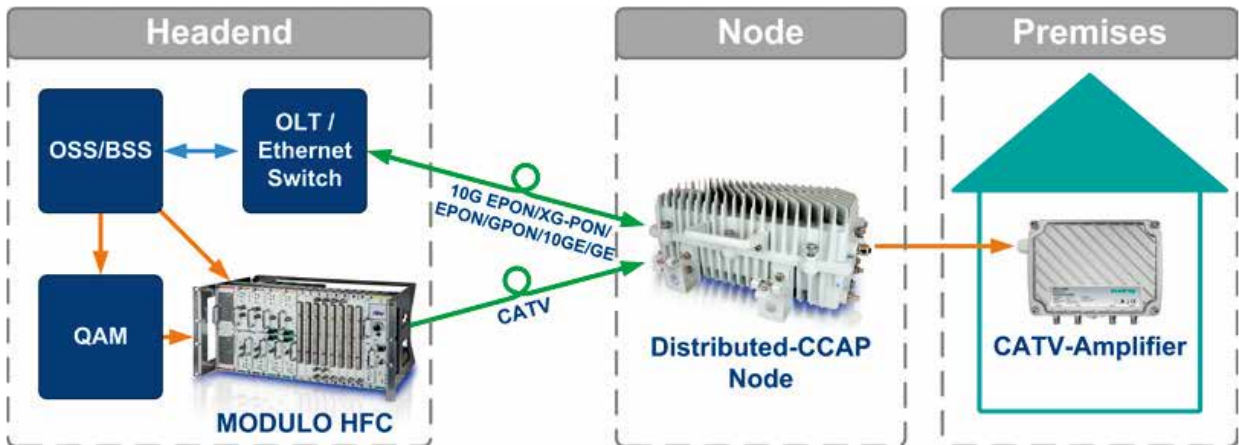 Headend
Node
Premises
OSS/BSS
OLT /
Ethernet
Switch
10G EPON/XG-PON/
EPON/GPON/10GE/GE
CATV
QAM
MODULO HFC
Distributed-CCAP
Node
CATV-Amplifier